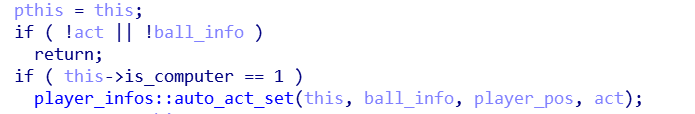 pthis = this;
if ( !act || !ball_info )
return;
if ( this->is_computer == 1 )
player_infos::auto_act_set(this, ball_info, player_pos, act);